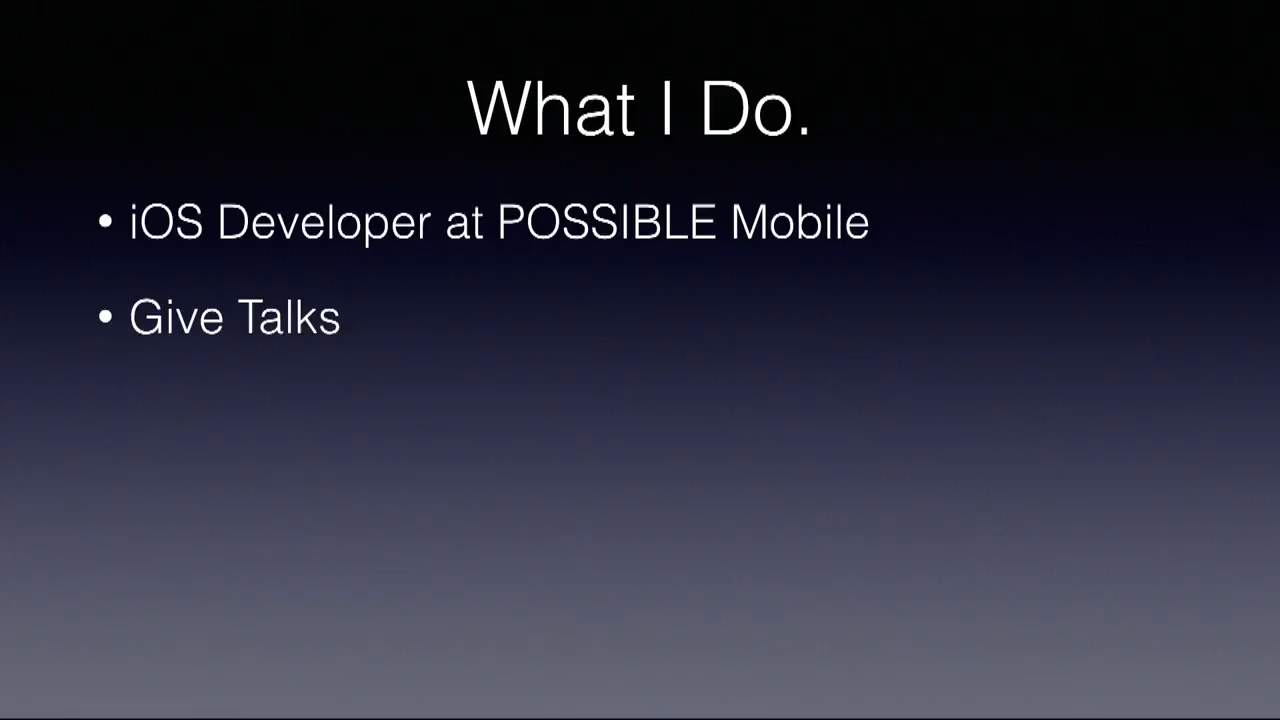 What I Do.
• iOS Developer at POSSIBLE Mobile
• Give Talks